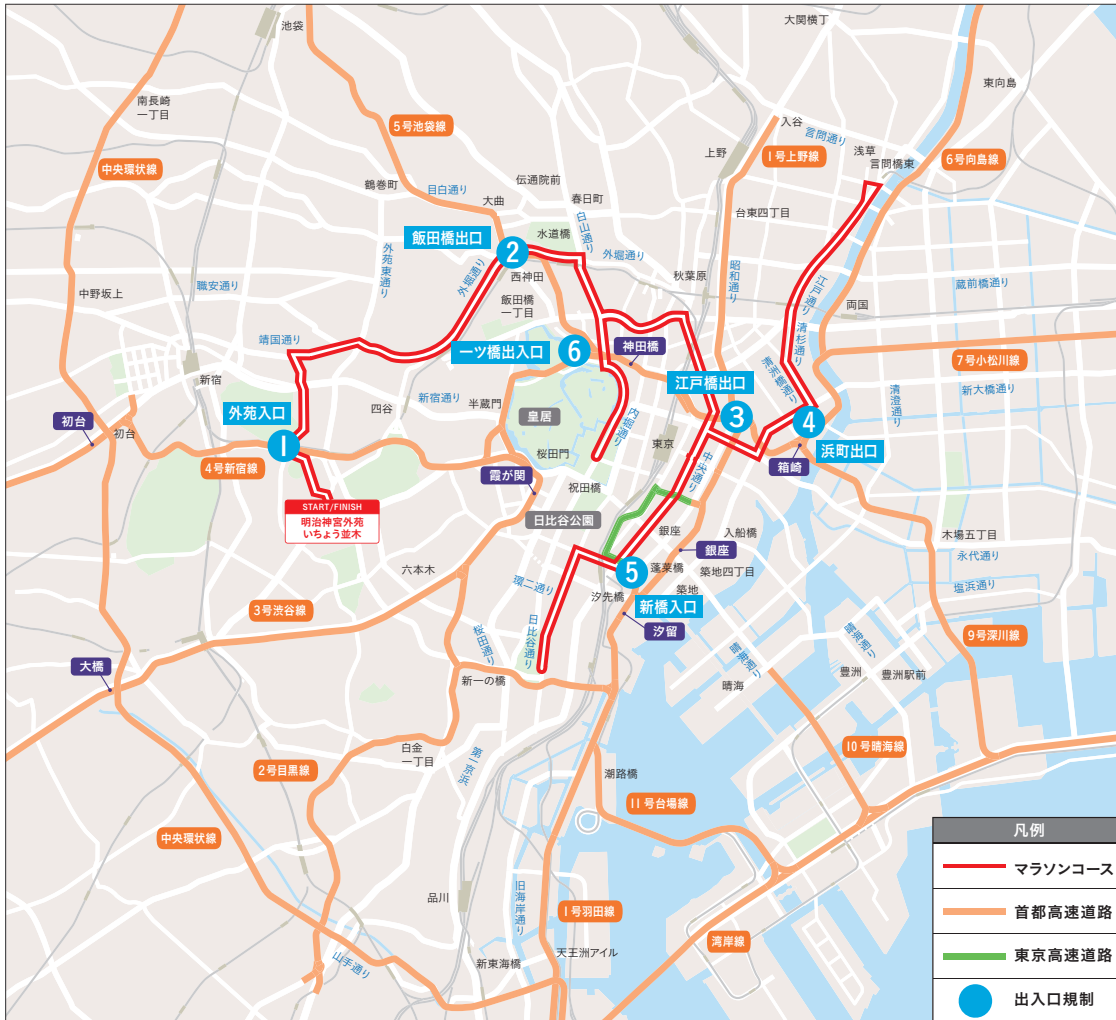 池袋
大関横丁
東向島
南長崎
一丁目
5号池袋線
入谷
言問通り
上野
1号上野線
浅草
言問橋東
6号向島線
中央環状線
鶴巻町
目白通り
伝通院前
大曲
春日町
白山通り
台東四丁目
飯田橋出口
2
水道橋
外堀通り
外苑東通り
外堀通り
西神田
秋葉原
昭和通り
江戸通り
蔵前橋通り
中野坂上
職安通り
飯田橋
一丁目
両国
清杉通り
靖国通り
一ツ橋出入口
6
神田橋
清洲橋通り
7号小松川線
新宿
新宿通り
半蔵門
江戸橋出口
3
新大橋通り
清澄通り
外苑入口
四谷
皇居
内堀通り
4
浜町出口
初台
初台
1
4号新宿線
桜田門
東京
中央通り
箱崎
霞が関
祝田橋
START/FINISH
明治神宮外苑
いちょう並木
日比谷公園
銀座
入船橋
木場五丁目
銀座
永代通り
六本木
環二通り
5
蓬莱橋
築地四丁目
築地
塩浜通り
汐先橋
新橋入口
3号渋谷線
汐留
桜田通り
日比谷通り
晴海通り
晴海通り
9号深川線
大橋
新一の橋
晴海
豊洲
豊洲駅前
白金
一丁目
第一京浜
10号晴海線
2号目黒線
潮路橋
11号台場線
中央環状線
品川
旧海岸通り
1号羽田線
湾岸線
天王洲アイル
山手通り
新東海橋
凡例
マラソンコース
首都高速道路
東京高速道路
出入口規制